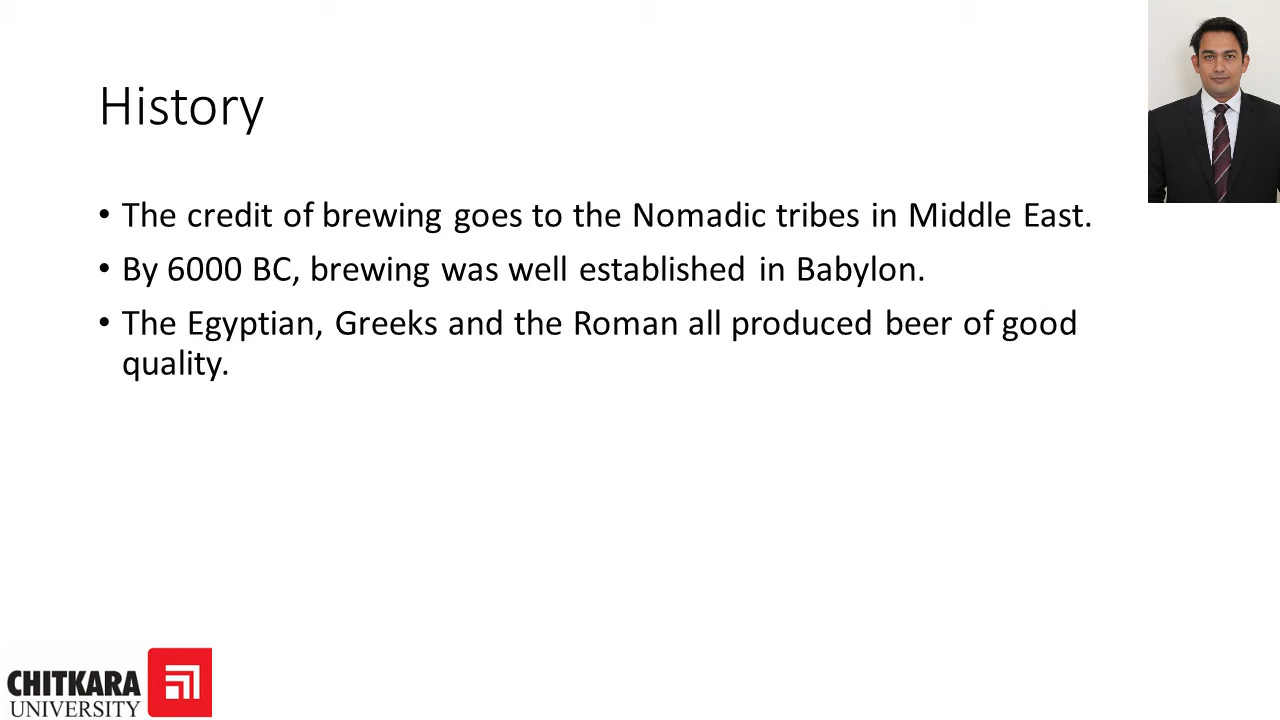 History
• The credit of brewing goes to the Nomadic tribes in Middle East.
• By 6000 BC, brewing was well established in Babylon.
• The Egyptian, Greeks and the Roman all produced beer of good
quality.
CHITKARA
UNIVERSITY